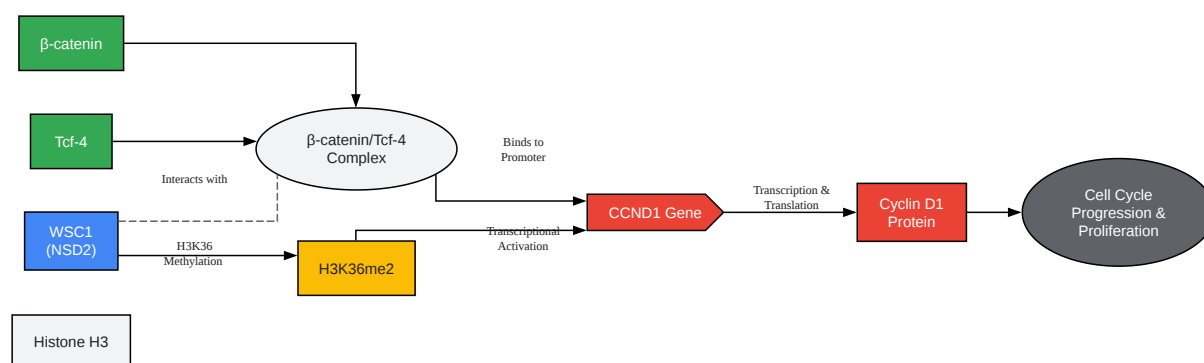 β-catenin
Tcf-4
β-catenin/Tcf-4
Complex
Binds to
Promoter
Interacts with
WSC1
(NSD2)
H3K36
Methylation
H3K36me2
Transcriptional
Activation
CCND1 Gene
Transcription &
Translation
Cyclin D1
Protein
Cell Cycle
Progression &
Proliferation
Histone H3